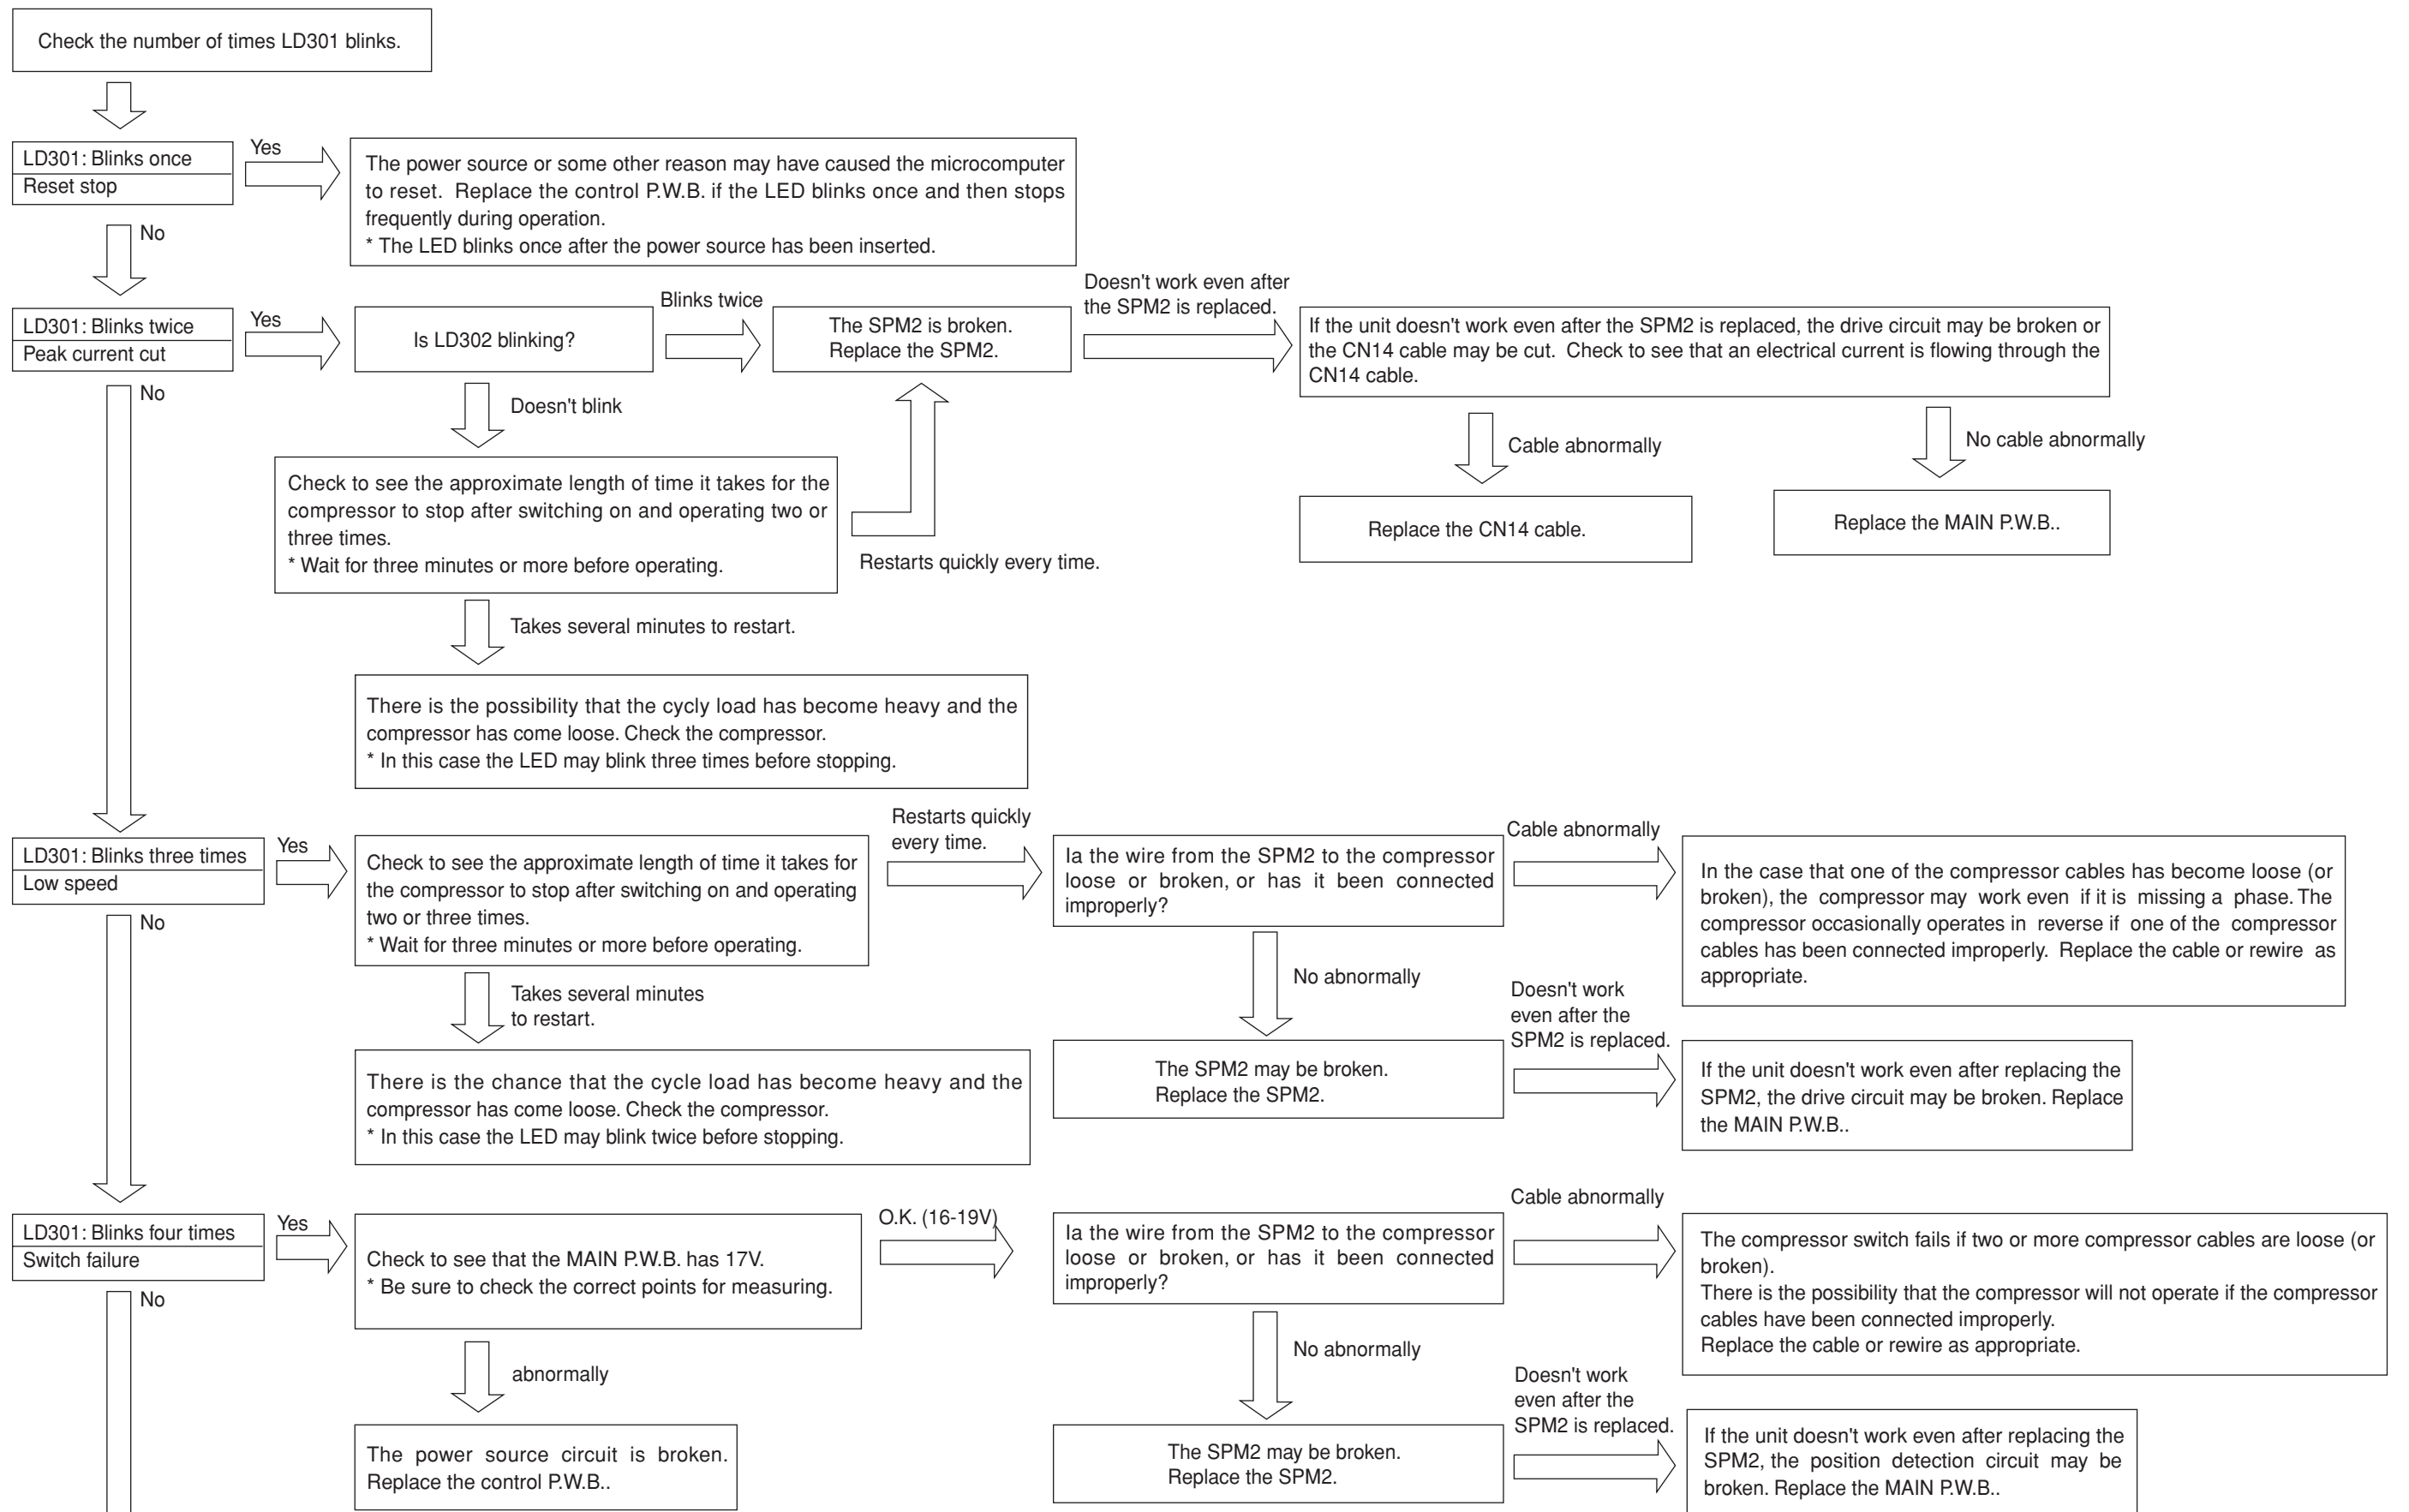 Check the number of times LD301 blinks.
LD301: Blinks once
Reset stop
Yes
The power source or some other reason may have caused the microcomputer
to reset. Replace the control P.W.B. if the LED blinks once and then stops
frequently during operation.
* The LED blinks once after the power source has been inserted.
No
LD301: Blinks twice
Peak current cut
Yes
Is LD302 blinking?
Blinks twice
The SPM2 is broken.
Replace the SPM2.
Doesn't work even after
the SPM2 is replaced.
If the unit doesn't work even after the SPM2 is replaced, the drive circuit may be broken or
the CN14 cable may be cut. Check to see that an electrical current is flowing through the
CN14 cable.
No
Doesn't blink
Cable abnormally
No cable abnormally
Check to see the approximate length of time it takes for the
compressor to stop after switching on and operating two or
three times.
* Wait for three minutes or more before operating.
Restarts quickly every time.
Replace the CN14 cable.
Replace the MAIN P.W.B..
Takes several minutes to restart.
There is the possibility that the cycly load has become heavy and the
compressor has come loose. Check the compressor.
* In this case the LED may blink three times before stopping.
LD301: Blinks three times
Low speed
Yes
Check to see the approximate length of time it takes for
the compressor to stop after switching on and operating
two or three times.
* Wait for three minutes or more before operating.
Restarts quickly
every time.
Ia the wire from the SPM2 to the compressor
loose or broken, or has it been connected
improperly?
Cable abnormally
In the case that one of the compressor cables has become loose (or
broken), the compressor may work even if it is missing a phase. The
compressor occasionally operates in reverse if one of the compressor
cables has been connected improperly. Replace the cable or rewire as
appropriate.
No
Takes several minutes
to restart.
No abnormally
Doesn't work
even after the
SPM2 is replaced.
There is the chance that the cycle load has become heavy and the
compressor has come loose. Check the compressor.
* In this case the LED may blink twice before stopping.
The SPM2 may be broken.
Replace the SPM2.
If the unit doesn't work even after replacing the
SPM2, the drive circuit may be broken. Replace
the MAIN P.W.B..
LD301: Blinks four times
Switch failure
Yes
Check to see that the MAIN P.W.B. has 17V.
* Be sure to check the correct points for measuring.
O.K. (16-19V)
Ia the wire from the SPM2 to the compressor
loose or broken, or has it been connected
improperly?
Cable abnormally
The compressor switch fails if two or more compressor cables are loose (or
broken).
There is the possibility that the compressor will not operate if the compressor
cables have been connected improperly.
Replace the cable or rewire as appropriate.
No
abnormally
No abnormally
Doesn't work
even after the
SPM2 is replaced.
The power source circuit is broken.
Replace the control P.W.B..
The SPM2 may be broken.
Replace the SPM2.
If the unit doesn't work even after replacing the
SPM2, the position detection circuit may be
broken. Replace the MAIN P.W.B..